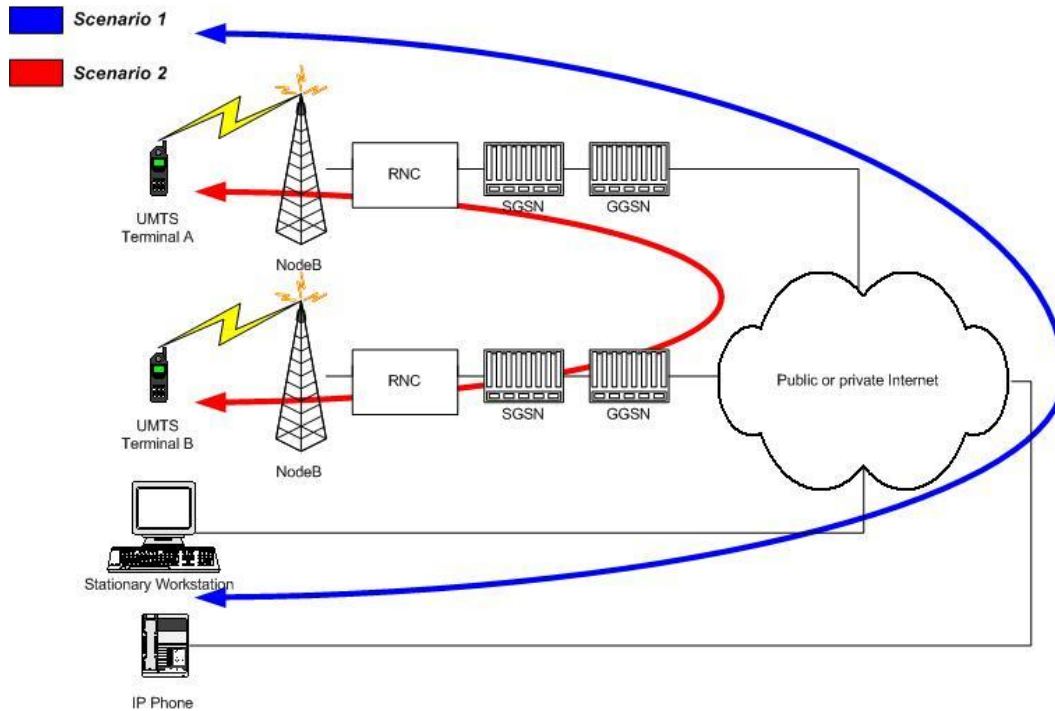 Scenario 1
Scenario 2
RNC
SGSN
GGSN
UMTS
Terminal A
NodeB
RNC
SGSN
GGSN
Public or private Internet
UMTS
Terminal B
NodeB
Stationary Workstation
IP Phone